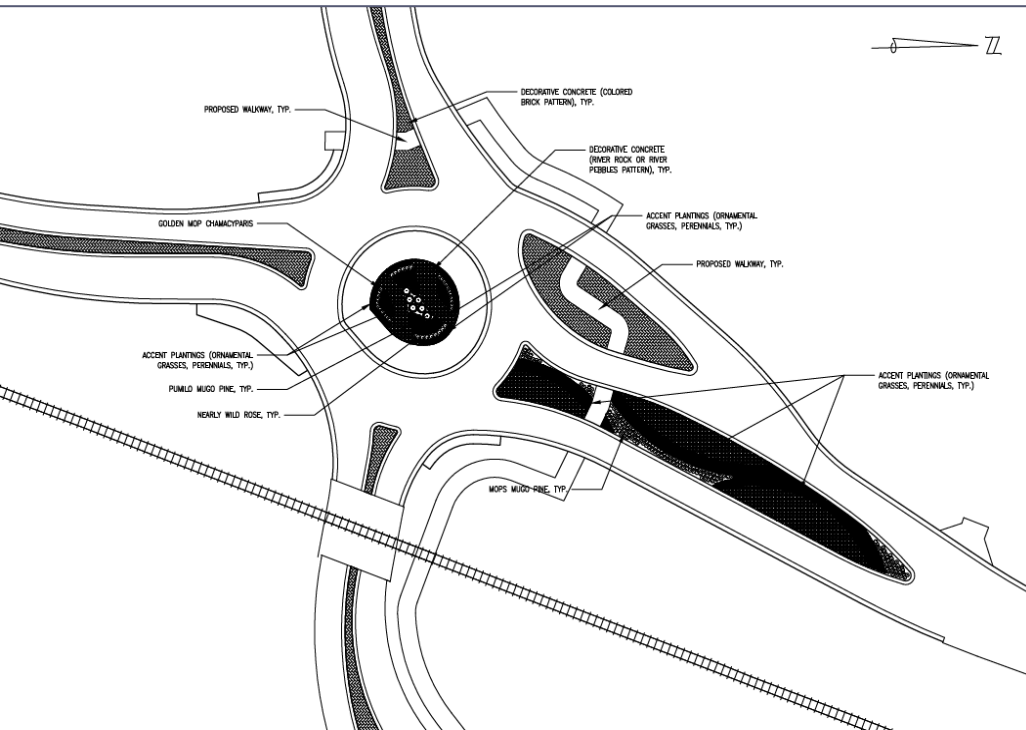 DECORATIVE CONCRETE (COLORED
BRICK PATTERN), TYP.
PROPOSED WALKWAY, TYP.
DECORATIVE CONCRETE
(RIVER ROCK OR RIVER
PEBBLES PATTERN), TYP.
GOLDEN MOP CHAMACYPARIS
ACCENT PLANTINGS (ORNAMENTAL
GRASSES, PERENNIALS, TYP.)
PROPOSED WALKWAY, TYP.
ACCENT PLANTINGS (ORNAMENTAL
GRASSES, PERENNIALS, TYP.)
PUMILO MUGO PINE, TYP.
NEARLY WILD ROSE, TYP.
ACCENT PLANTINGS (ORNAMENTAL
GRASSES, PERENNIALS, TYP.)
MOPS MUGO PINE, TYP.
N